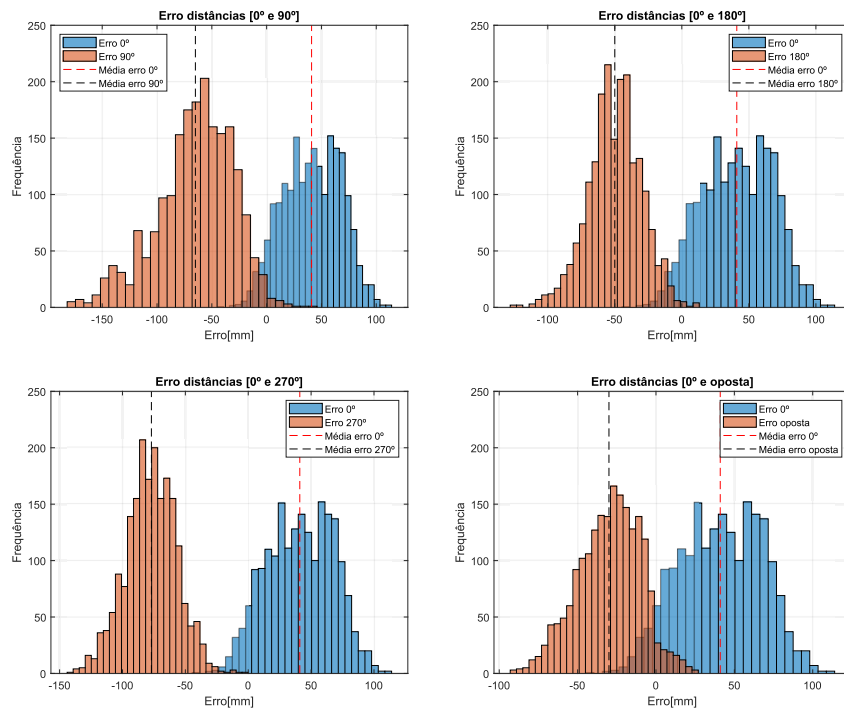 Erro distâncias [0º e 90º]
Frequência
250
200
150
100
50
0
Erro 0º
Erro 90º
Média erro 0º
Média erro 90º
-150
-100
-50
0
50
100
Erro[mm]
Erro distâncias [0º e 180º]
Frequência
250
200
150
100
50
0
Erro 0º
Erro 180º
Média erro 0º
Média erro 180º
-100
-50
0
50
100
Erro[mm]
Erro distâncias [0º e 270º]
Frequência
250
200
150
100
50
0
Erro 0º
Erro 270º
Média erro 0º
Média erro 270º
-150
-100
-50
0
50
100
Erro[mm]
Erro distâncias [0º e oposta]
Frequência
250
200
150
100
50
0
Erro 0º
Erro oposta
Média erro 0º
Média erro oposta
-100
-50
0
50
100
Erro[mm]